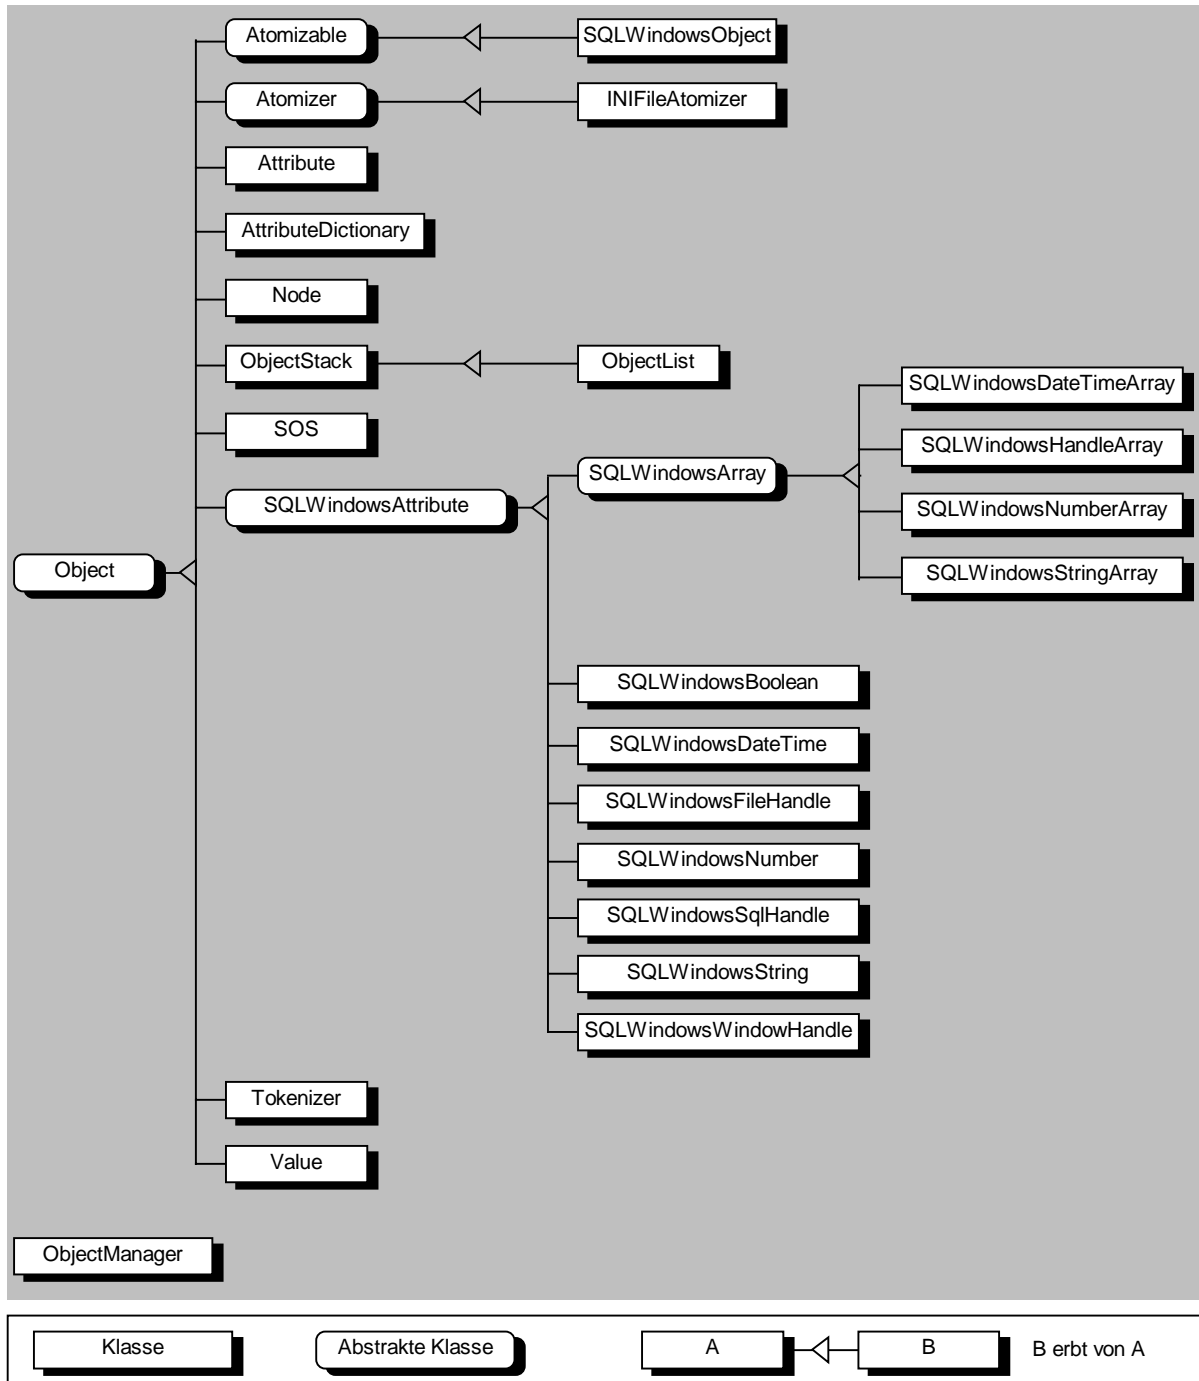 Atomizable
SQLWindowsObject
Atomizer
INIFileAtomizer
Attribute
AttributeDictionary
Node
ObjectStack
ObjectList
SQLWindowsDateTimeArray
SOS
SQLWindowsHandleArray
SQLWindowsArray
SQLWindowsAttribute
SQLWindowsNumberArray
Object
SQLWindowsStringArray
SQLWindowsBoolean
SQLWindowsDateTime
SQLWindowsFileHandle
SQLWindowsNumber
SQLWindowsSqlHandle
SQLWindowsString
SQLWindowsWindowHandle
Tokenizer
Value
ObjectManager
Klasse
Abstrakte Klasse
A
B
B erbt von A